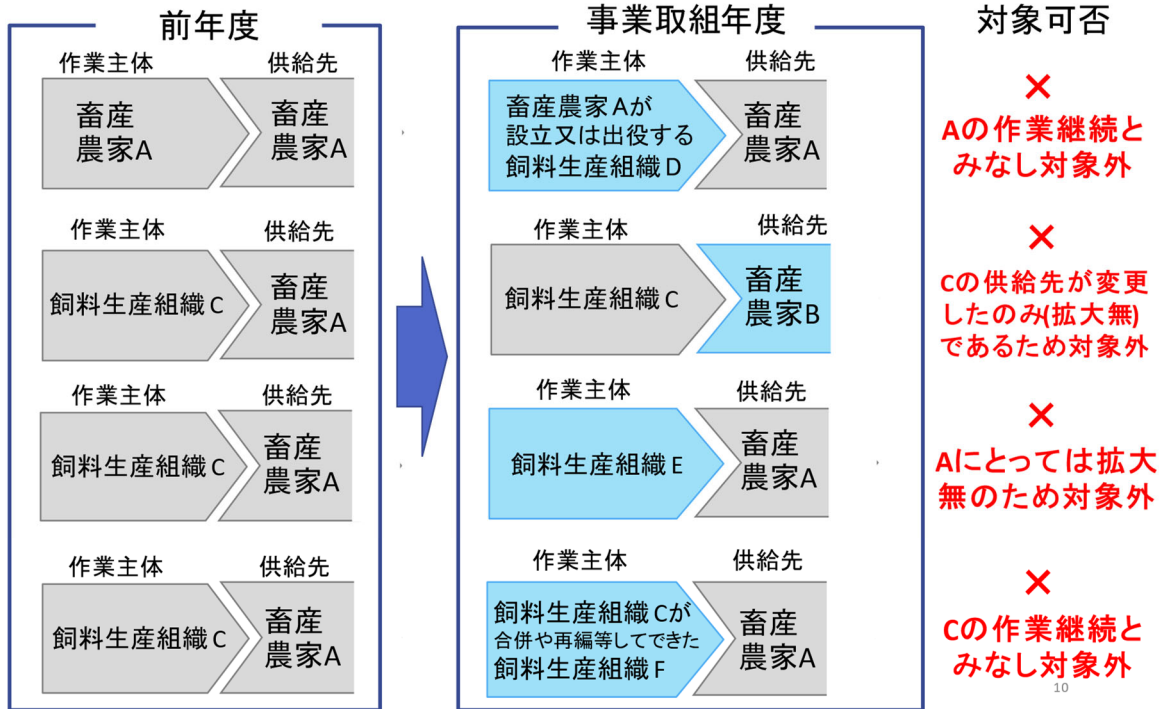 前年度
事業取組年度
対象可否
作業主体
供給先
畜産
農家A
畜産
農家A
作業主体
供給先
畜産農家Aが
設立又は出役する
飼料生産組織D
畜産
農家A
×
Aの作業継続と
みなし対象外
作業主体
供給先
飼料生産組織C
畜産
農家A
作業主体
供給先
飼料生産組織C
畜産
農家B
×
Cの供給先が変更
したのみ(拡大無)
であるため対象外
作業主体
供給先
飼料生産組織C
畜産
農家A
作業主体
供給先
飼料生産組織E
畜産
農家A
×
Aにとっては拡大
無のため対象外
作業主体
供給先
飼料生産組織C
畜産
農家A
作業主体
供給先
飼料生産組織Cが
合併や再編等してできた
飼料生産組織F
畜産
農家A
×
Cの作業継続と
みなし対象外
10